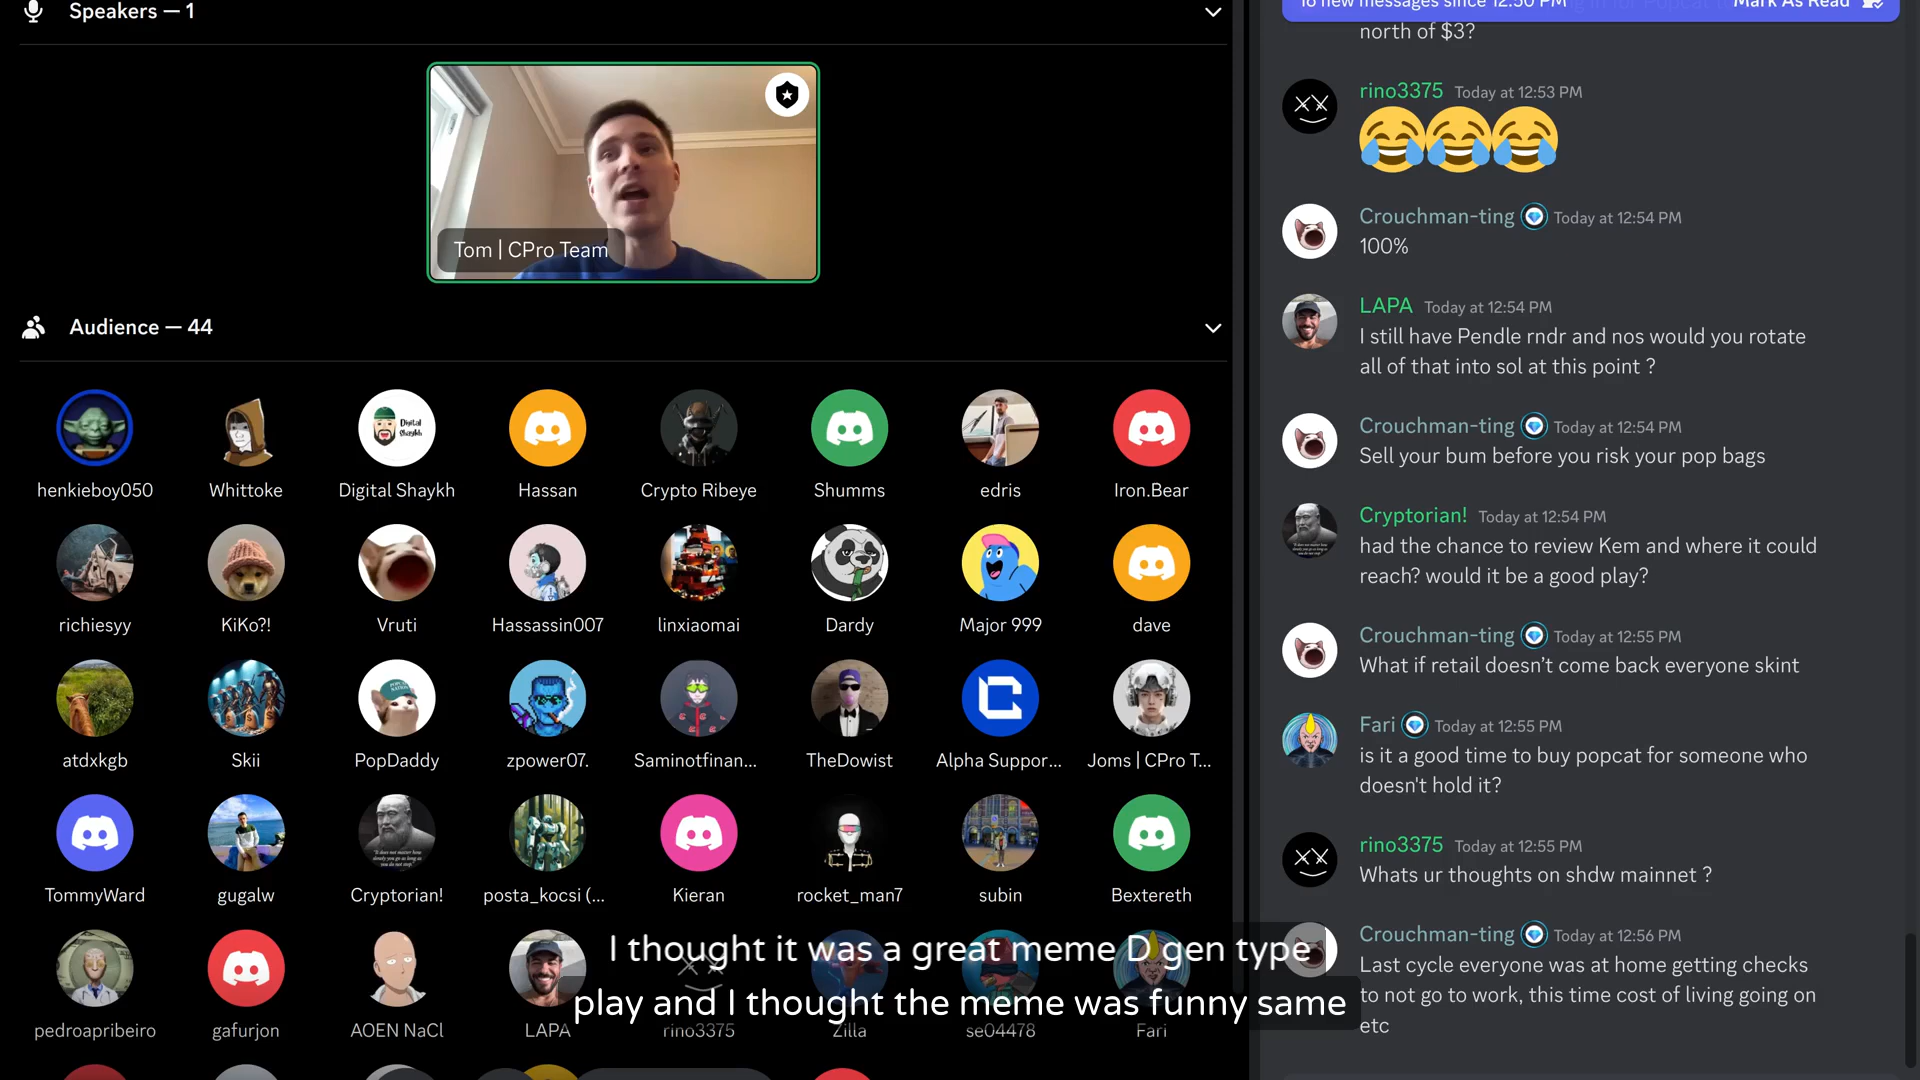 Speakers — 1
Tom | CPro Team
Audience — 44
henkieboy050
Whittoke
Digital Shaykh
Hassan
Crypto Ribeye
Shumms
edris
Iron.Bear
richiesyy
KiKo?!
Vruti
Hassassin007
linxiaomai
Dardy
Major 999
dave
atdxkgb
Skii
PopDaddy
zpower07.
Saminotfinan...
TheDowist
Alpha Suppor...
Joms | CPro T...
TommyWard
gugalw
Cryptorian!
posta_kocsi (...
Kieran
rocket_man7
subin
Bextereth
pedroapribeiro
gafurjon
AOEN NaCl
LAPA
rino3375
Zilla
se04478
Fari
I thought it was a great meme D gen type
play and I thought the meme was funny same
16 new messages since 12:50 PM
Mark As Read
north of $3?
rino3375 Today at 12:53 PM
😂😂😂
Crouchman-ting Today at 12:54 PM
100%
LAPA Today at 12:54 PM
I still have Pendle rndr and nos would you rotate
all of that into sol at this point ?
Crouchman-ting Today at 12:54 PM
Sell your bum before you risk your pop bags
Cryptorian! Today at 12:54 PM
had the chance to review Kem and where it could
reach? would it be a good play?
Crouchman-ting Today at 12:55 PM
What if retail doesn’t come back everyone skint
Fari Today at 12:55 PM
is it a good time to buy popcat for someone who
doesn't hold it?
rino3375 Today at 12:55 PM
Whats ur thoughts on shdw mainnet ?
Crouchman-ting Today at 12:56 PM
Last cycle everyone was at home getting checks
to not go to work, this time cost of living going on
etc